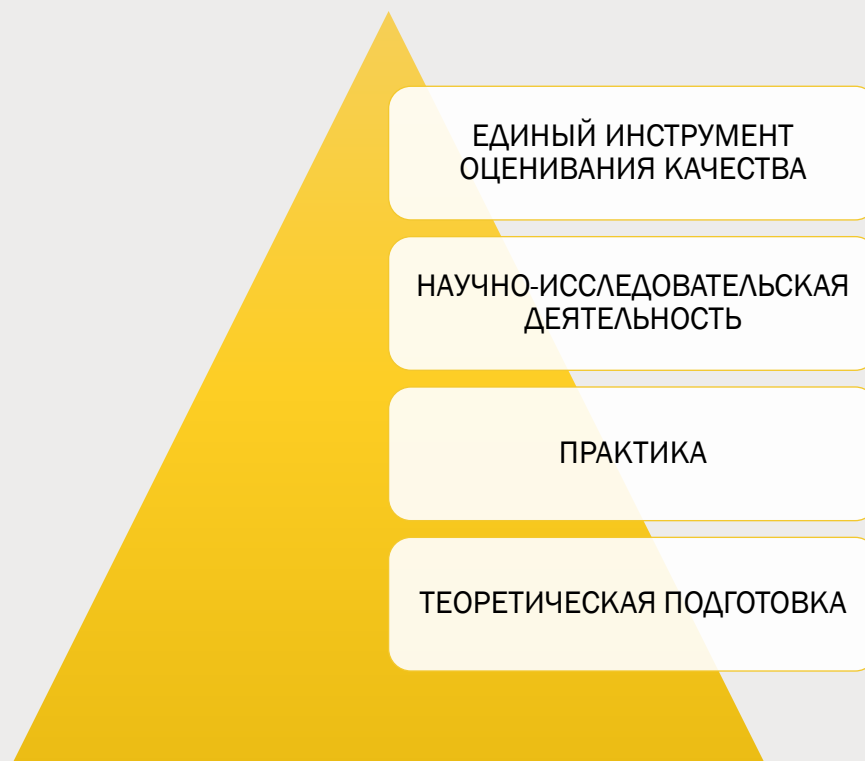 ЕДИНЫЙ ИНСТРУМЕНТ
ОЦЕНИВАНИЯ КАЧЕСТВА
НАУЧНО-ИССЛЕДОВАТЕЛЬСКАЯ
ДЕЯТЕЛЬНОСТЬ
ПРАКТИКА
ТЕОРЕТИЧЕСКАЯ ПОДГОТОВКА